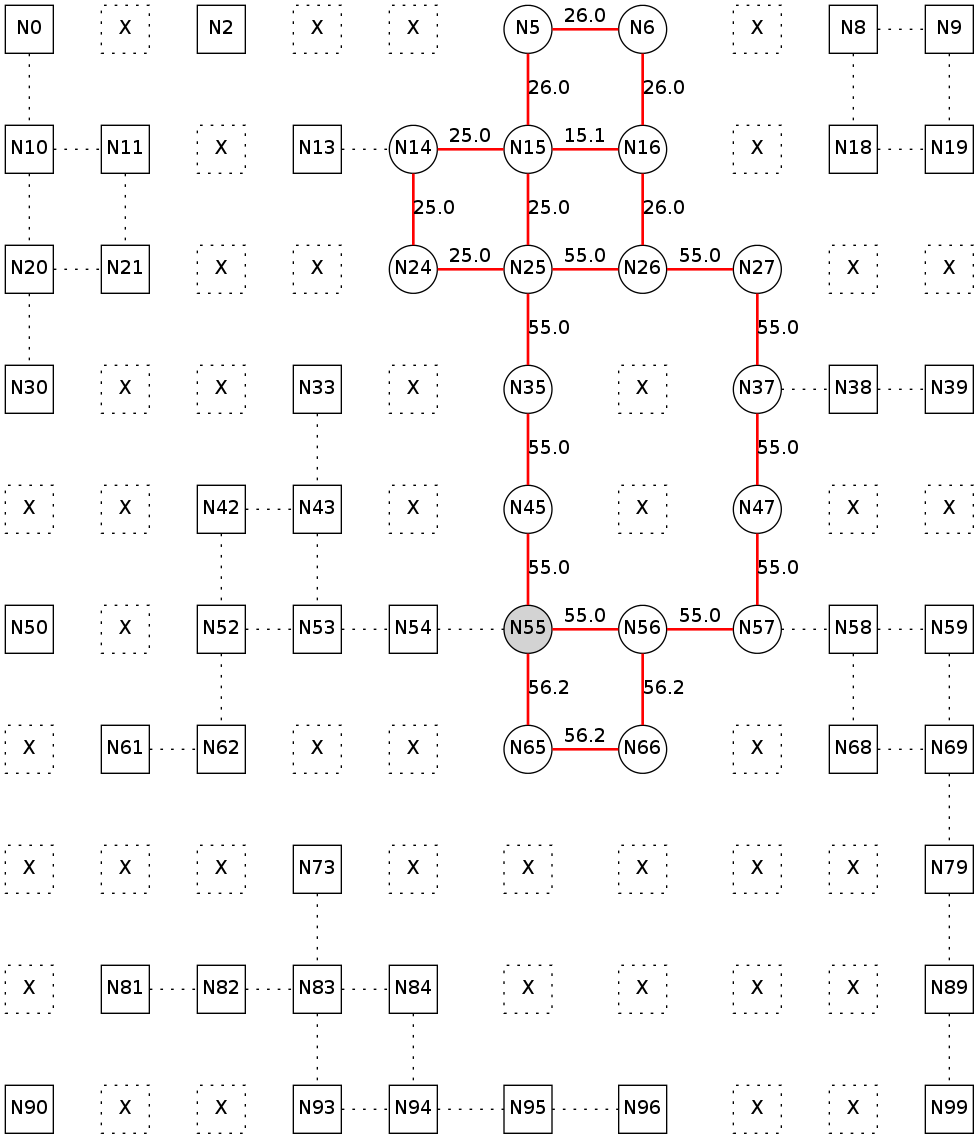 N0 X N2 X X N5 26.0 N6 X N8 N9
26.0 26.0
N10 N11 X N13 N14 25.0 N15 15.1 N16 X N18 N19
25.0 25.0 26.0
N20 N21 X X N24 25.0 N25 55.0 N26 55.0 N27 X X
55.0 55.0
N30 X X N33 X N35 X N37 N38 N39
55.0 55.0
X X N42 N43 X N45 X N47 X X
55.0 55.0
N50 X N52 N53 N54 N55 55.0 N56 55.0 N57 N58 N59
56.2 56.2
X N61 N62 X X N65 56.2 N66 X N68 N69
X X X N73 X X X X X N79
X N81 N82 N83 N84 X X X X N89
N90 X X N93 N94 N95 N96 X X N99